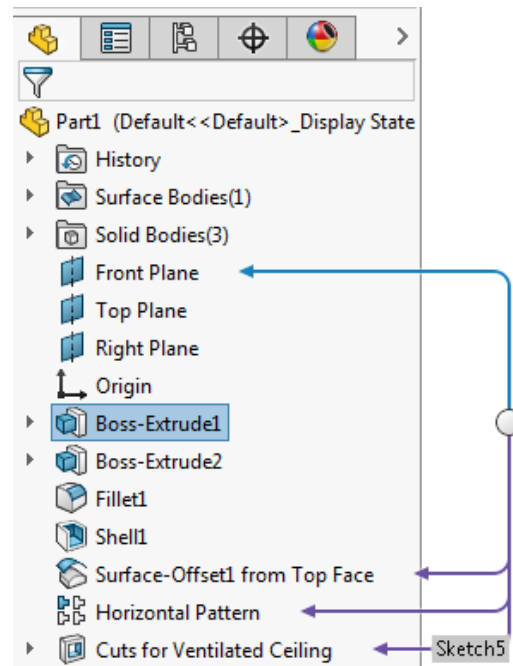 Part1 (Default<<Default>_Display State
History
Surface Bodies(1)
Solid Bodies(3)
Front Plane
Top Plane
Right Plane
Origin
Boss-Extrude1
Boss-Extrude2
Fillet1
Shell1
Surface-Offset1 from Top Face
Horizontal Pattern
Cuts for Ventilated Ceiling Sketch5